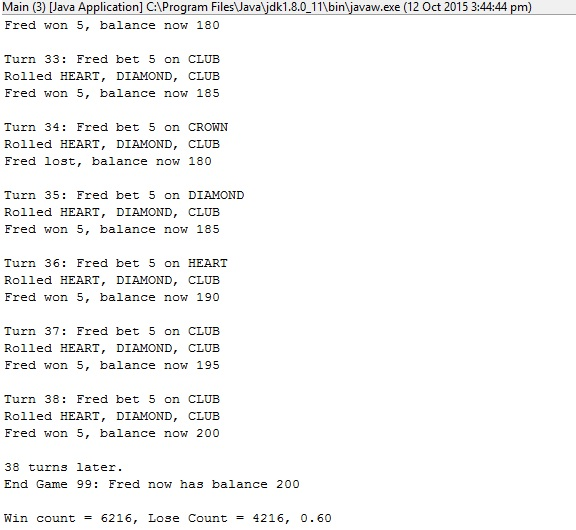 Main (3) [Java Application] C:\Program Files\Java\jdk1.8.0_11\bin\javaw.exe (12 Oct 2015 3:44:44 pm)
Fred won 5, balance now 180
Turn 33: Fred bet 5 on CLUB
Rolled HEART, DIAMOND, CLUB
Fred won 5, balance now 185
Turn 34: Fred bet 5 on CROWN
Rolled HEART, DIAMOND, CLUB
Fred lost, balance now 180
Turn 35: Fred bet 5 on DIAMOND
Rolled HEART, DIAMOND, CLUB
Fred won 5, balance now 185
Turn 36: Fred bet 5 on HEART
Rolled HEART, DIAMOND, CLUB
Fred won 5, balance now 190
Turn 37: Fred bet 5 on CLUB
Rolled HEART, DIAMOND, CLUB
Fred won 5, balance now 195
Turn 38: Fred bet 5 on CLUB
Rolled HEART, DIAMOND, CLUB
Fred won 5, balance now 200
38 turns later.
End Game 99: Fred now has balance 200
Win count = 6216, Lose Count = 4216, 0.60